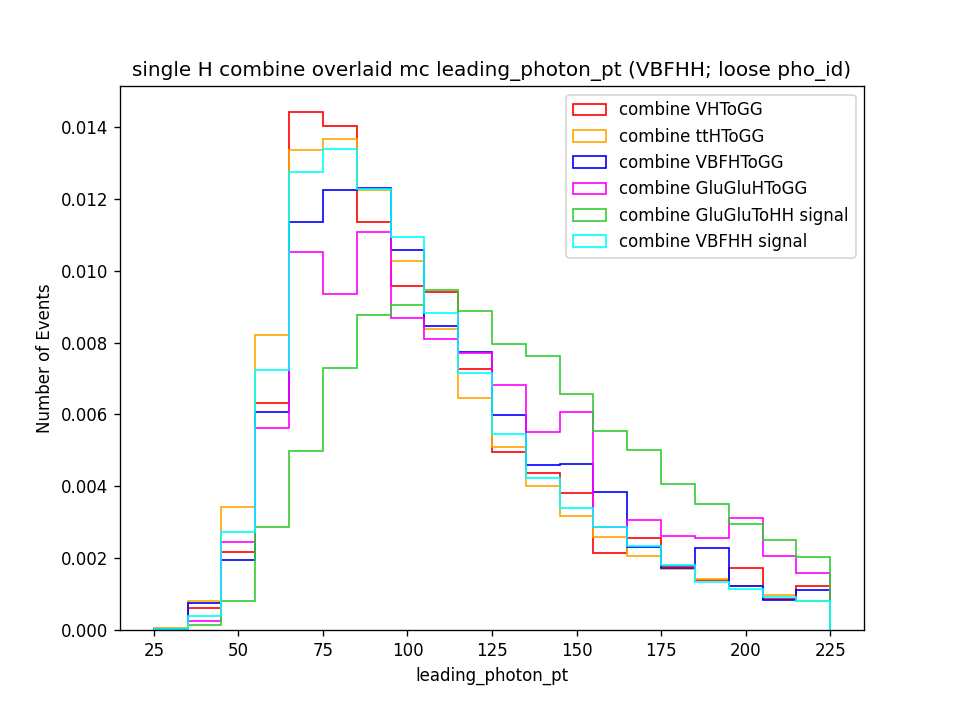 single H combine overlaid mc leading_photon_pt (VBFHH; loose pho_id)
combine VHToGG
combine ttHToGG
combine VBFHToGG
combine GluGluHToGG
combine GluGluToHH signal
combine VBFHH signal
Number of Events
0.014
0.012
0.010
0.008
0.006
0.004
0.002
0.000
25 50 75 100 125 150 175 200 225
leading_photon_pt